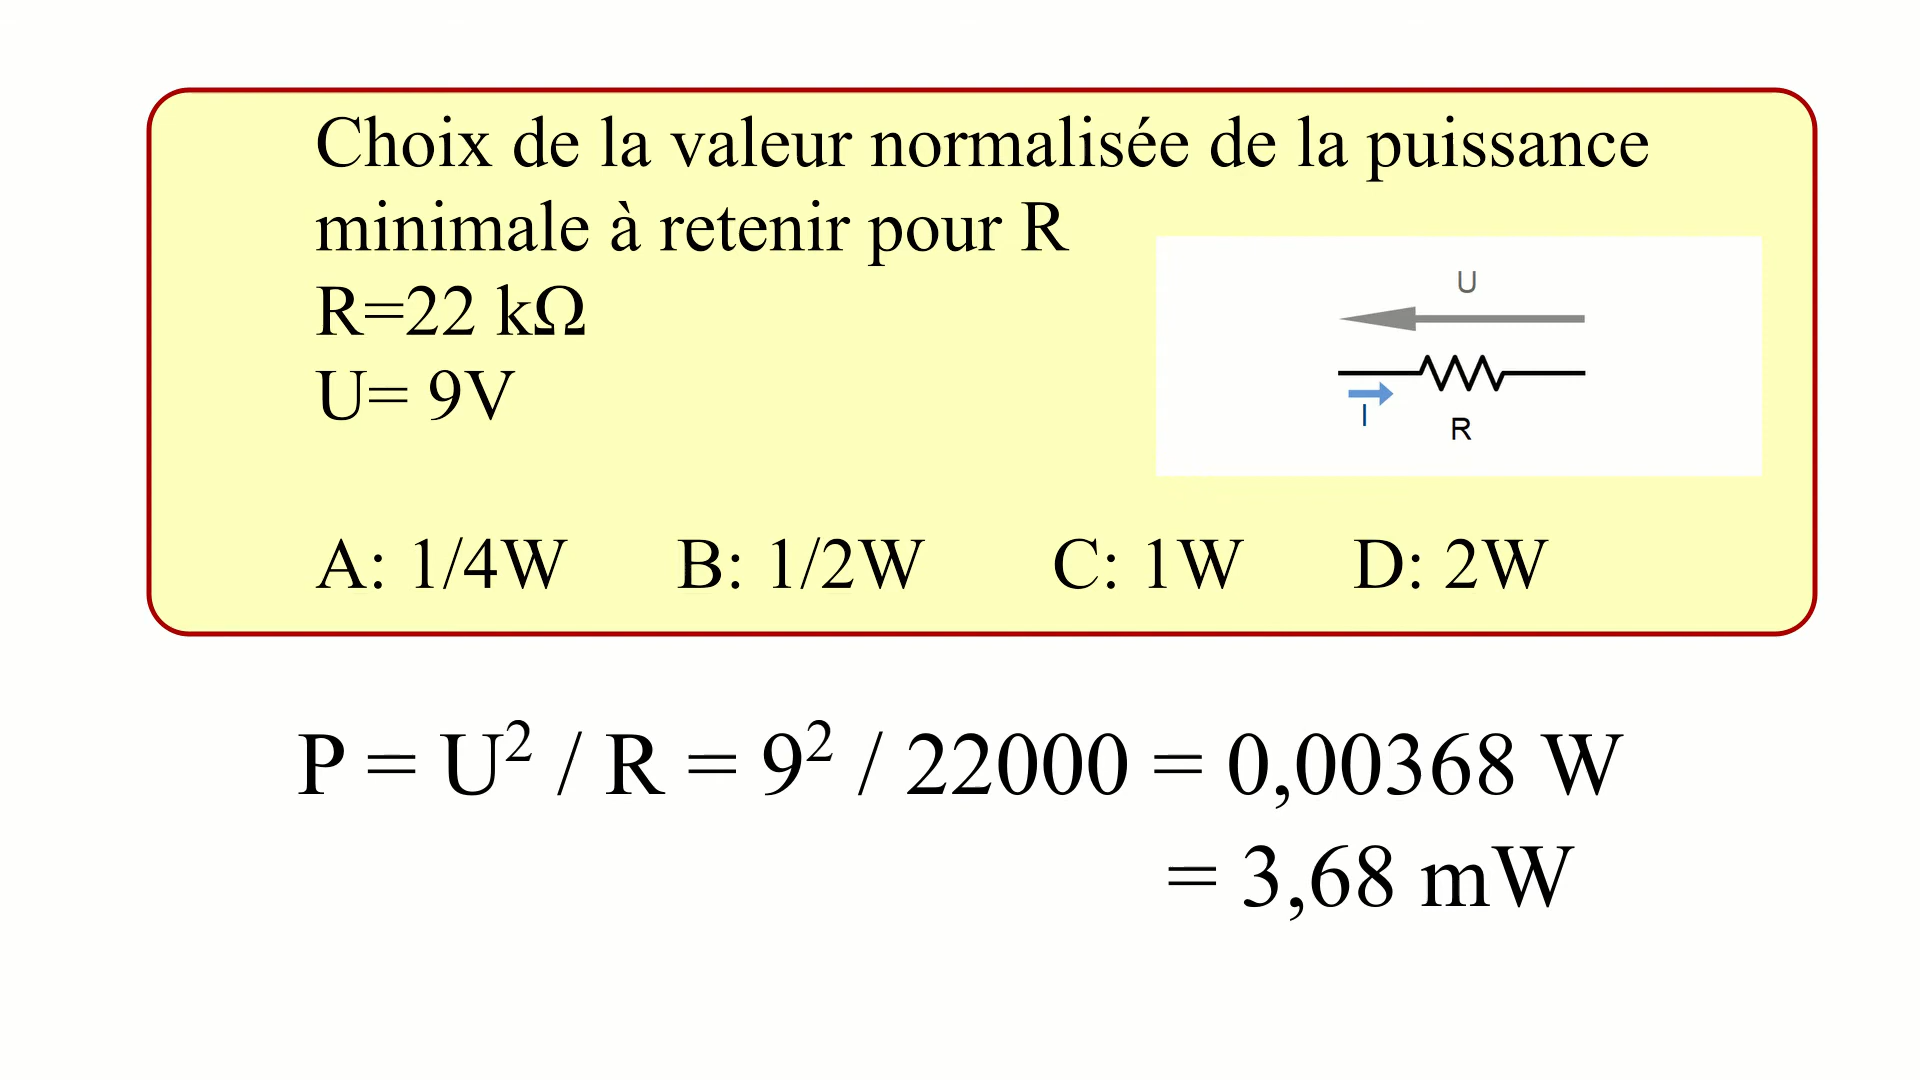 Choix de la valeur normalisée de la puissance
minimale à retenir pour R
R=22 kΩ
U= 9V
U
I
R
A: 1/4W B: 1/2W C: 1W D: 2W
P = U² / R = 9² / 22000 = 0,00368 W
= 3,68 mW